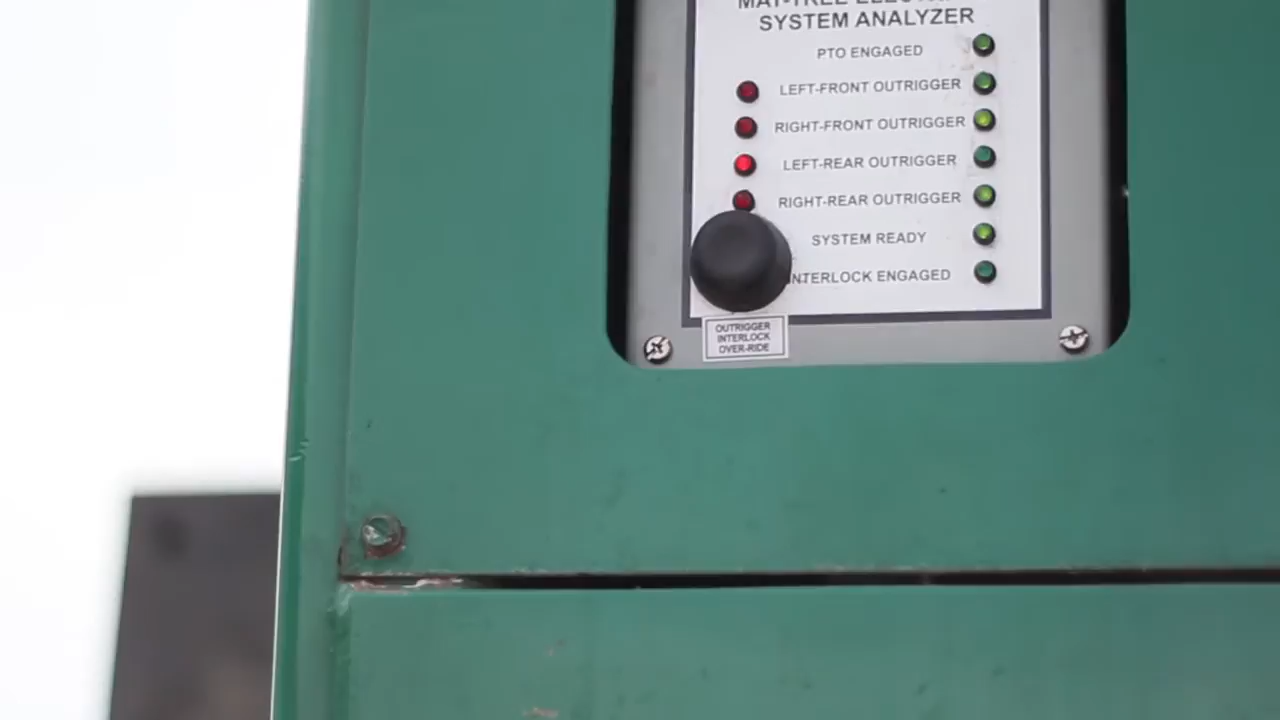 SYSTEM ANALYZER
PTO ENGAGED
LEFT-FRONT OUTRIGGER
RIGHT-FRONT OUTRIGGER
LEFT-REAR OUTRIGGER
RIGHT-REAR OUTRIGGER
SYSTEM READY
INTERLOCK ENGAGED
OUTRIGGER
INTERLOCK
OVER-RIDE